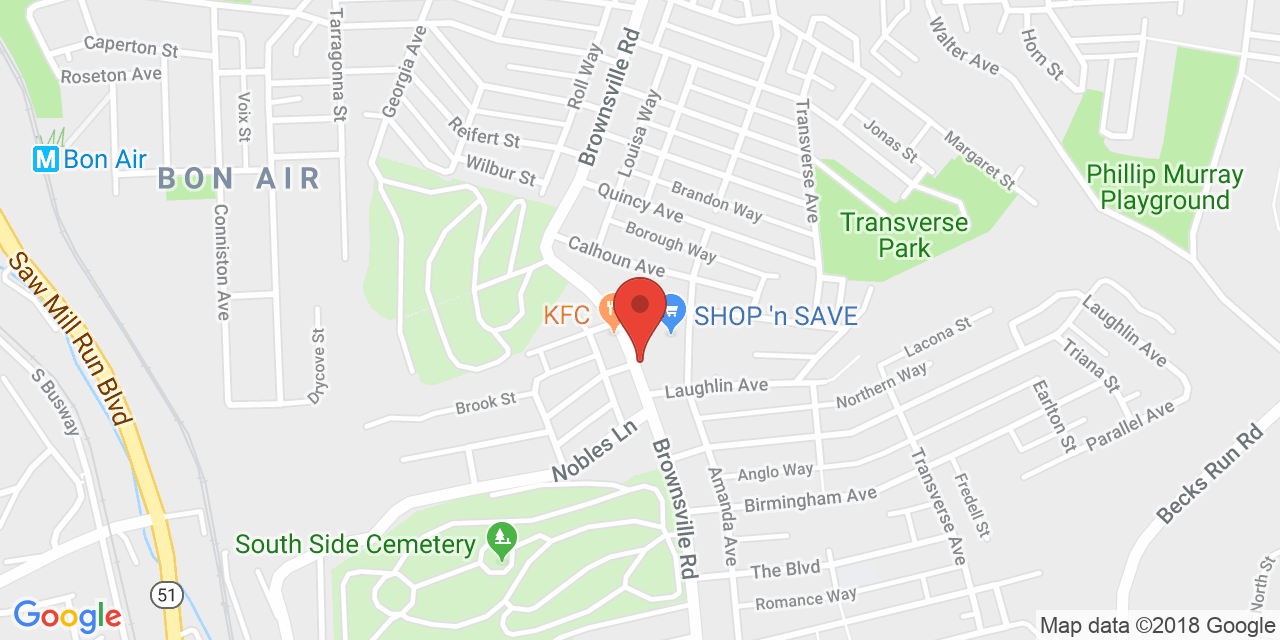 Caperton St
Roseton Ave
Voix St
Tarragonna St
Georgia Ave
Roll Way
Brownsville Rd
Louisa Way
Reifert St
Wilbur St
Walter Ave
Horn St
Transverse Ave
Jonas St
Margaret St
M Bon Air
BON AIR
Conniston Ave
Quincy Ave
Brandon Way
Borough Way
Calhoun Ave
Transverse
Park
Phillip Murray
Playground
Saw Mill Run Blvd
S Busway
Dycove St
KFC
SHOP 'n SAVE
Laughlin Ave
Lacona St
Northern Way
Laughlin Ave
Triana St
Earlton St
Parallel Ave
Brook St
Nobles Ln
Brownsville Rd
Amanda Ave
Anglo Way
Birmingham Ave
Transverse Ave
Fredell St
Becks Run Rd
South Side Cemetery
The Blvd
Romance Way
North St
51
Google
Map data ©2018 Google